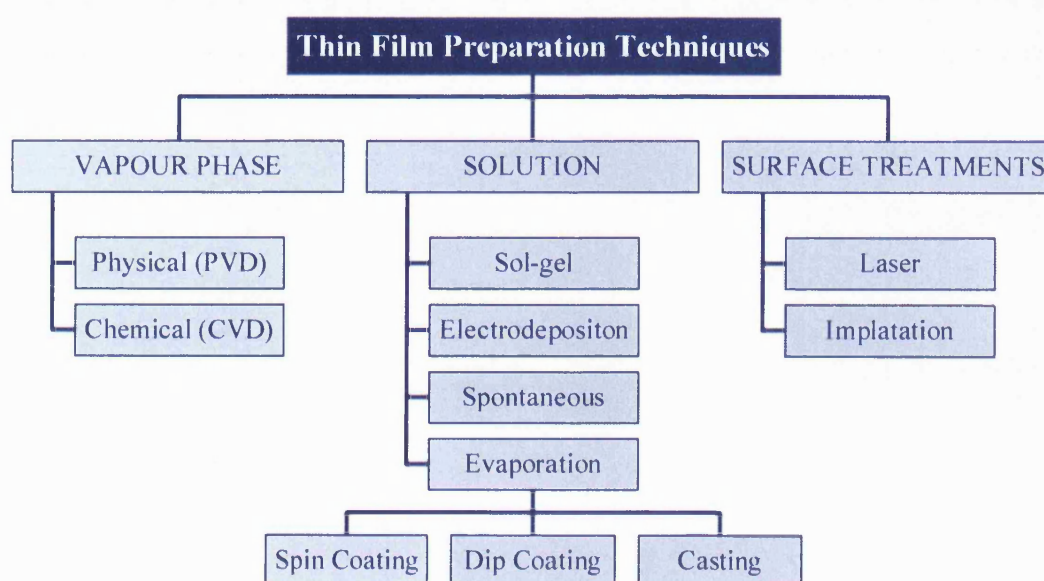 Thin Film Preparation Techniques
VAPOUR PHASE
Physical (PVD)
Chemical (CVD)
SOLUTION
Sol-gel
Electrodepositon
Spontaneous
Evaporation
Spin Coating
Dip Coating
Casting
SURFACE TREATMENTS
Laser
Implatation